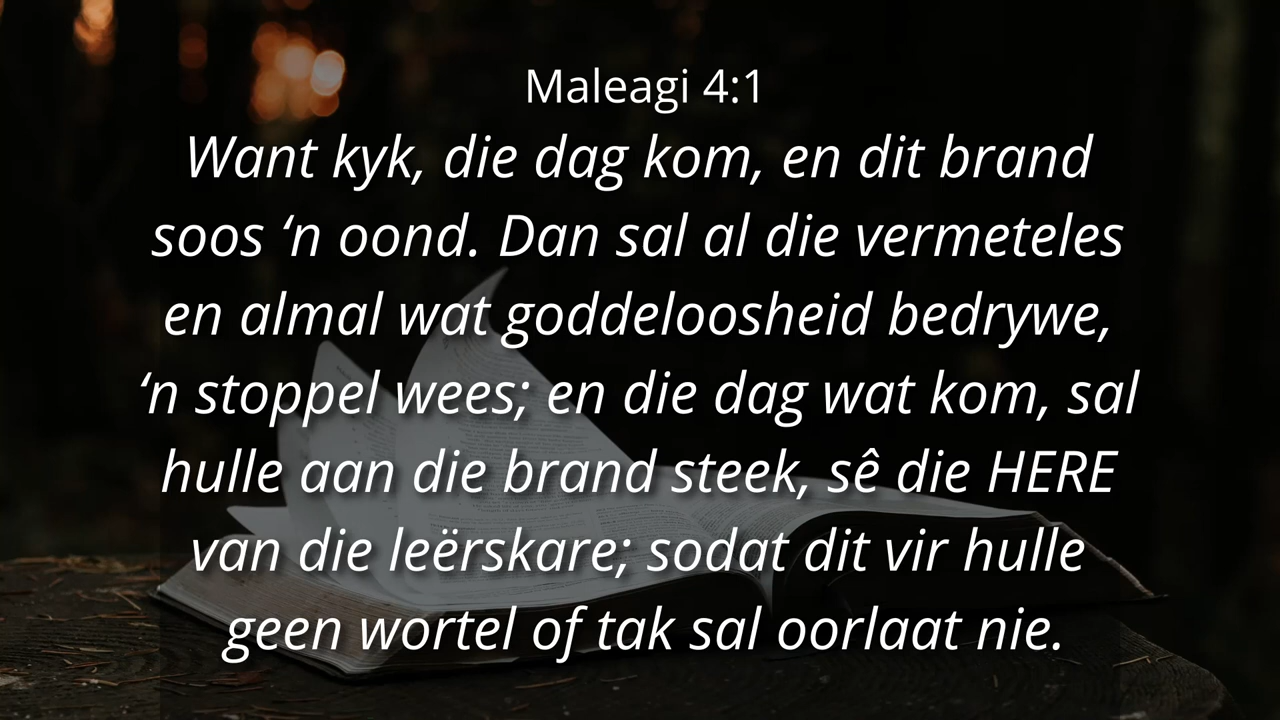 Maleagi 4:1
Want kyk, die dag kom, en dit brand
soos ‘n oond. Dan sal al die vermeteles
en almal wat goddeloosheid bedrywe,
‘n stoppel wees; en die dag wat kom, sal
hulle aan die brand steek, sê die HERE
van die leërskare; sodat dit vir hulle
geen wortel of tak sal oorlaat nie.